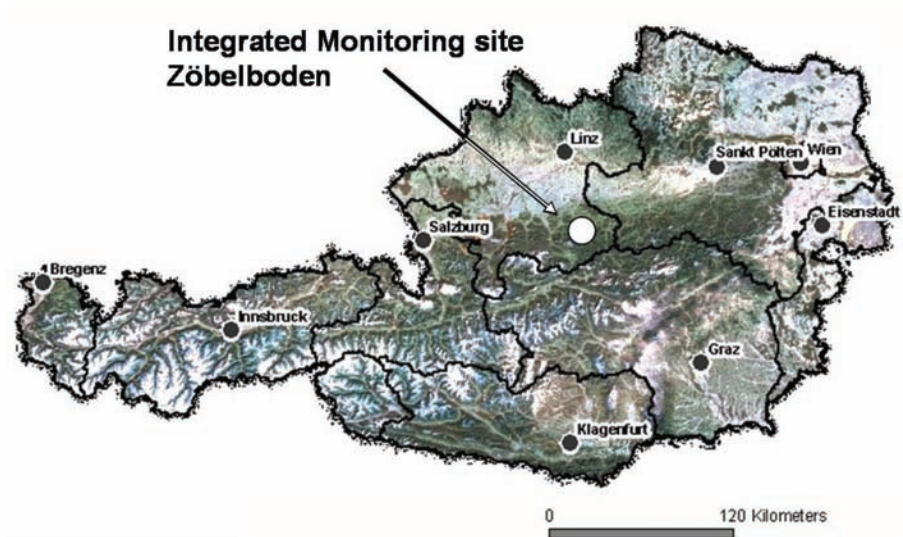 Integrated Monitoring site
Zöbelboden
Linz
Sankt Pölten
Wien
Eisenstadt
Salzburg
Bregenz
Innsbruck
Graz
Klagenfurt
0
120 Kilometers